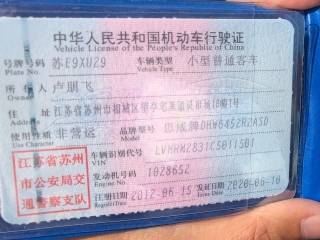 中华人民共和国机动车行驶证
Vehicle License of the People's Republic of China
号牌号码 苏E9XU29 车辆类型 小型普通客车
Plate No. Vehicle Type
所有人 卢朋飞
Owner
住址 江苏省苏州市相城区
Address
使用性质 非营运 品牌型号 DHW6452R2ASD
Use Character Model
江苏省苏州市公安局交通警察支队
车辆识别代号
VIN
发动机号码 1028652
Engine No.
注册日期 2012-06-15 发证日期 2020-06-10
Register Date Issue Date